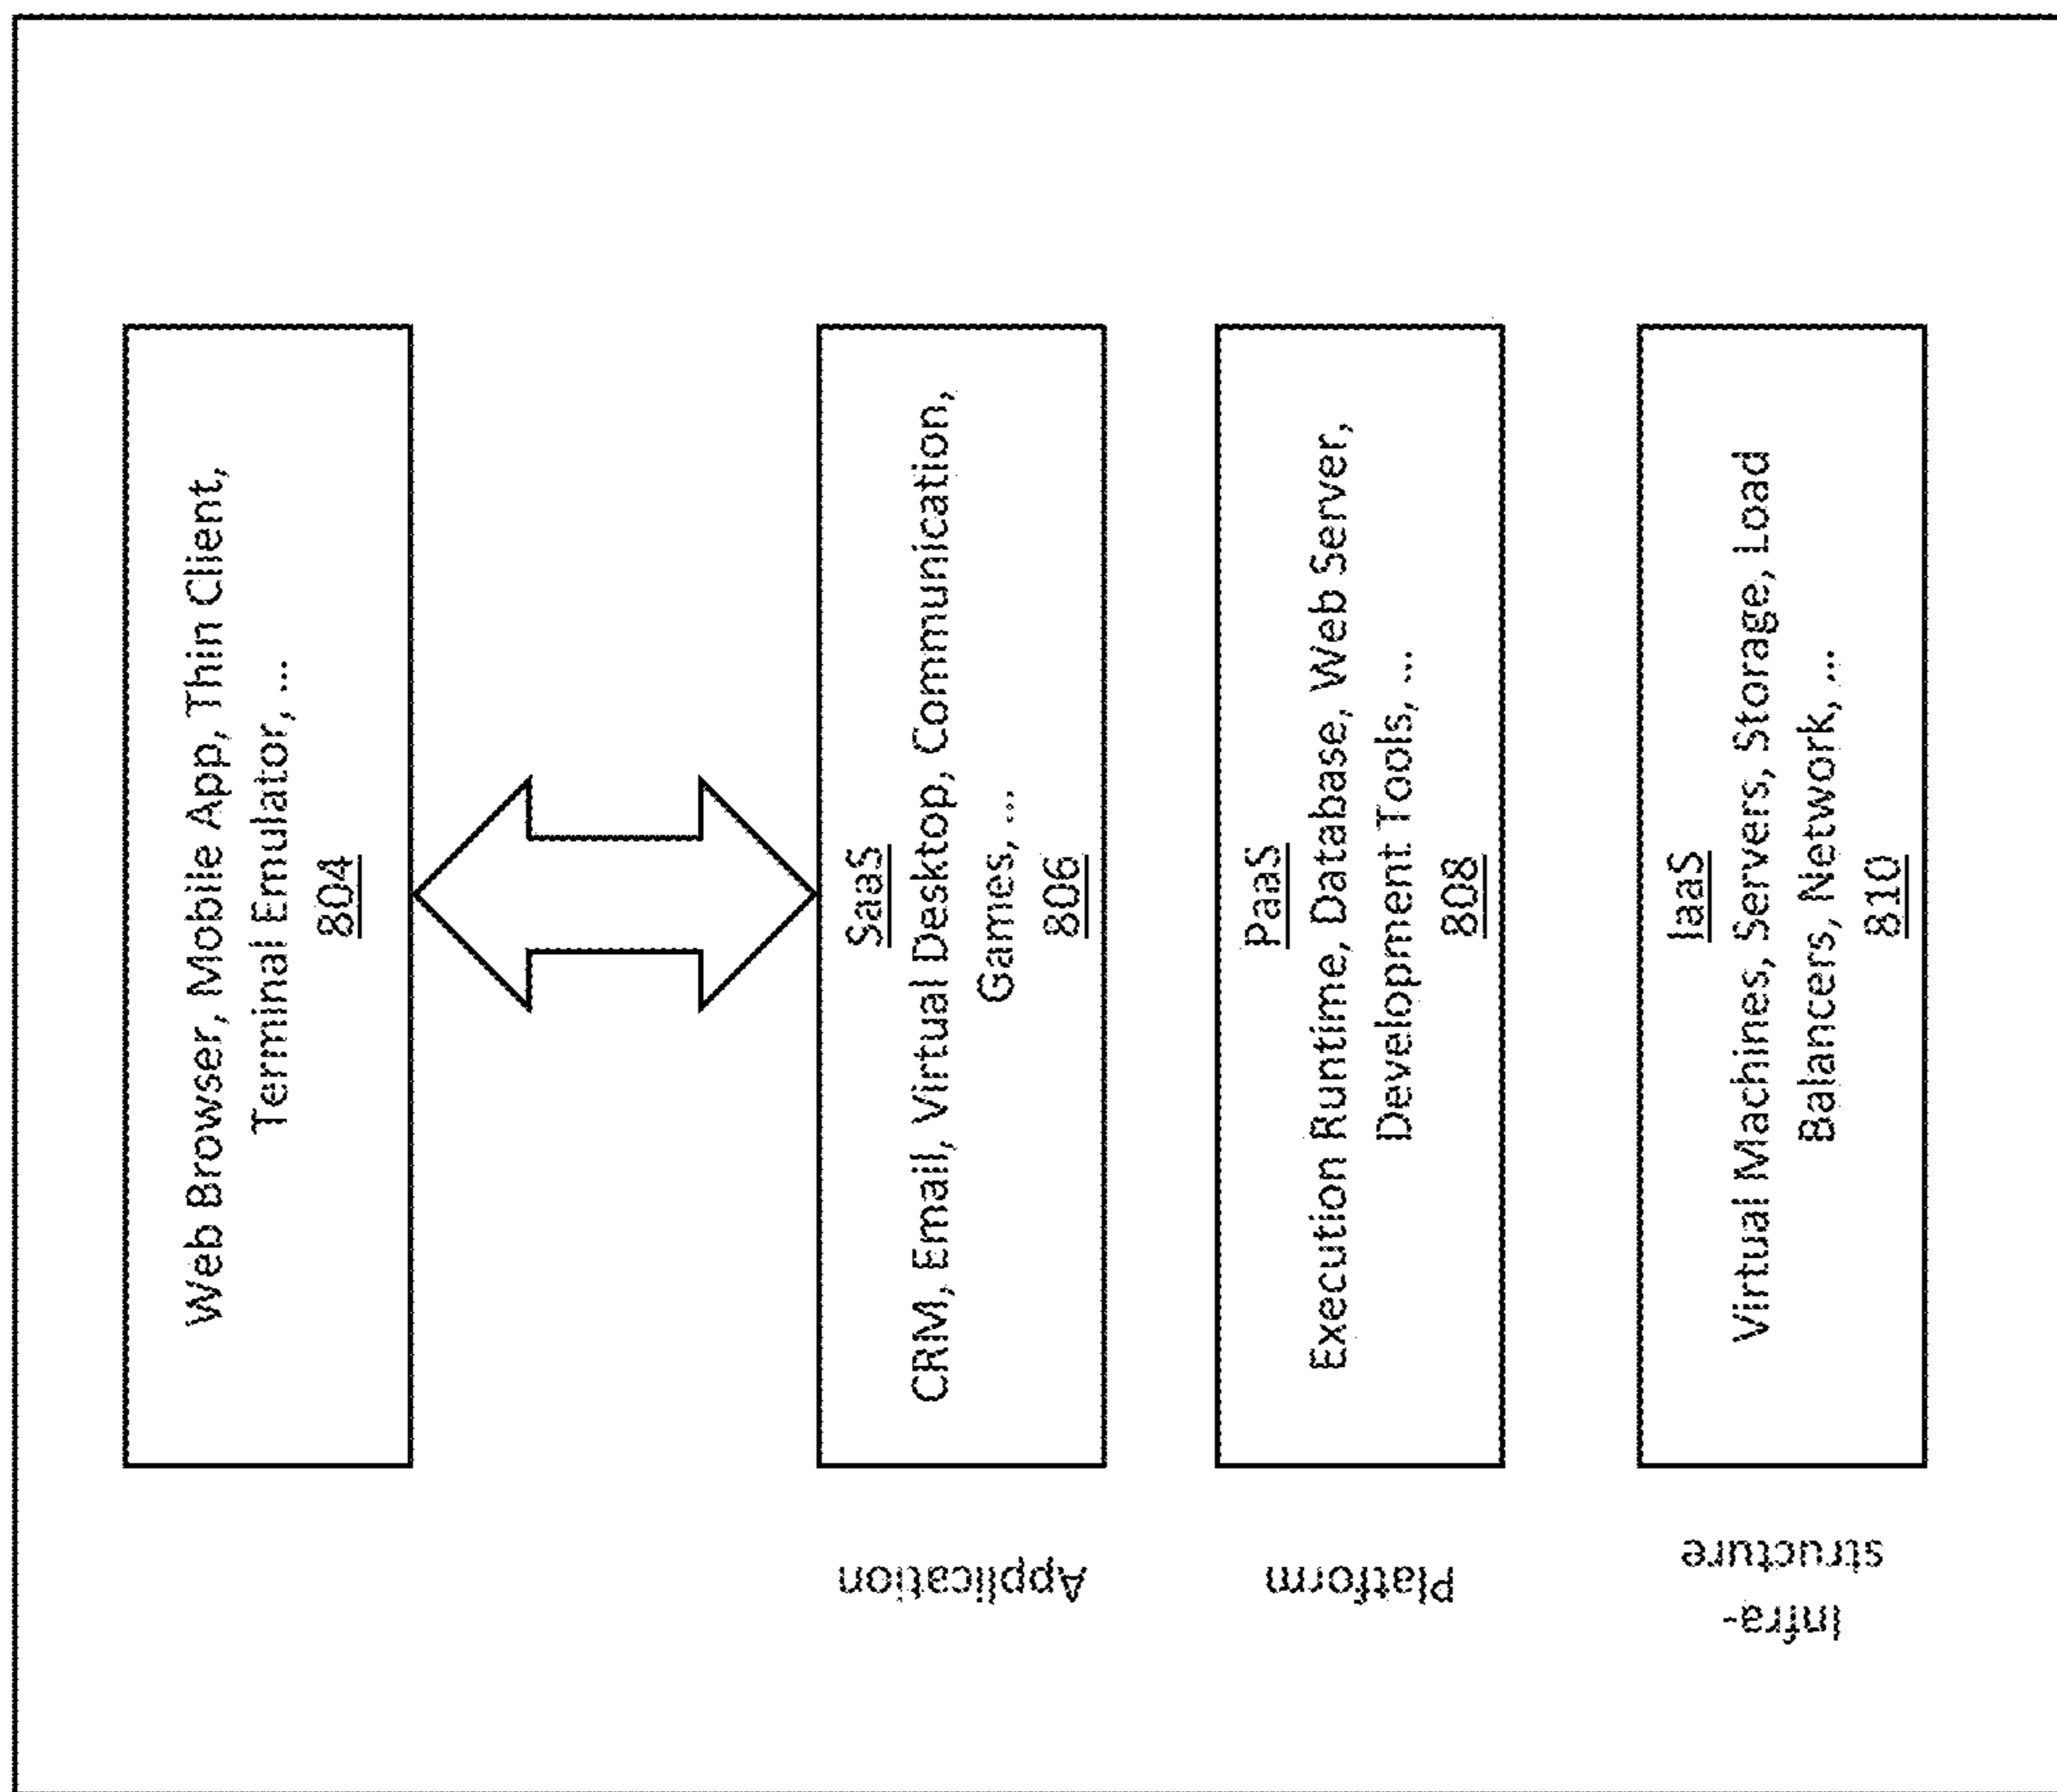 Web Browser, Mobile App, Thin Client,
Terminal Emulator, ...
804
Application
SaaS
CRM, Email, Virtual Desktop, Communication,
Games, ...
806
Platform
PaaS
Execution Runtime, Database, Web Server,
Development Tools, ...
808
Infra-
structure
IaaS
Virtual Machines, Servers, Storage, Load
Balancers, Network, ...
810